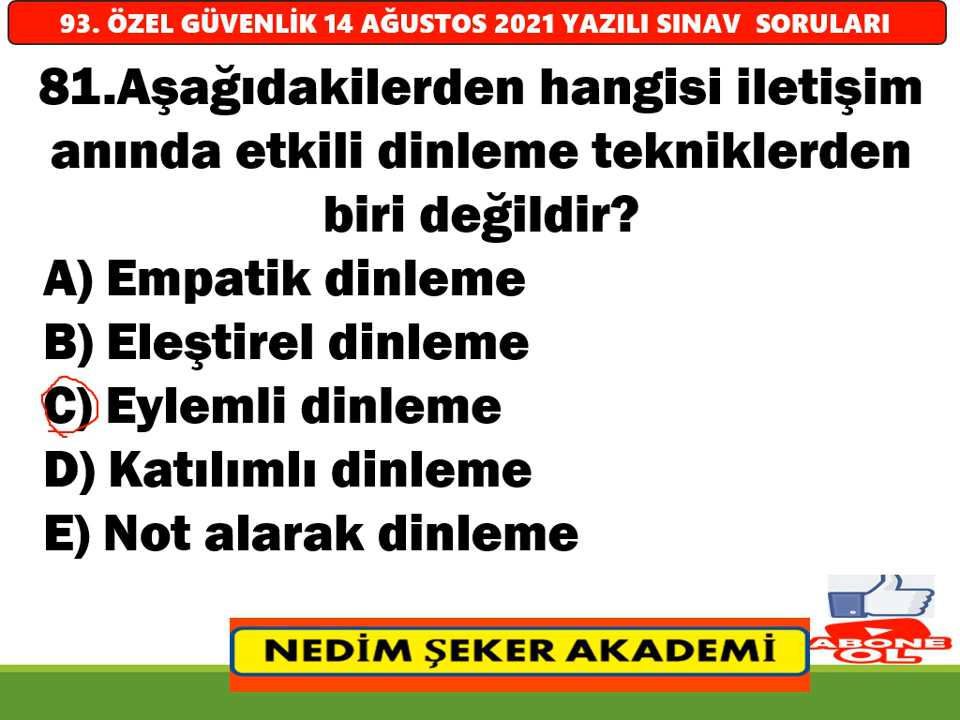 93. ÖZEL GÜVENLİK 14 AĞUSTOS 2021 YAZILI SINAV SORULARI
81.Aşağıdakilerden hangisi iletişim
anında etkili dinleme tekniklerden
biri değildir?
A) Empatik dinleme
B) Eleştirel dinleme
C) Eylemli dinleme
D) Katılımlı dinleme
E) Not alarak dinleme
NEDİM ŞEKER AKADEMİ
ABONE
OL